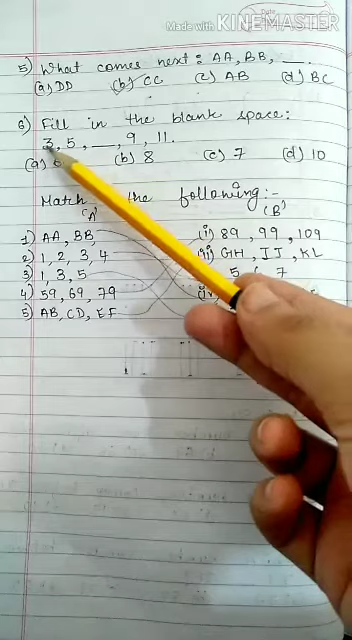 Made With KINEMASTER
5) What comes next : AA, BB, __.
(a) DD (b) CC (c) AB (d) BC
6) Fill in the blank space:
3, 5, __, 9, 11.
(a) (b) 8 (c) 7 (d) 10
Match the following :-
(A) (B)
1) AA, BB, (i) 89, 99, 109
2) 1, 2, 3, 4 (ii) GH, IJ, KL
3) 1, 3, 5 5, 6, 7
4) 59, 69, 79 (iv)
5) AB, CD, EF